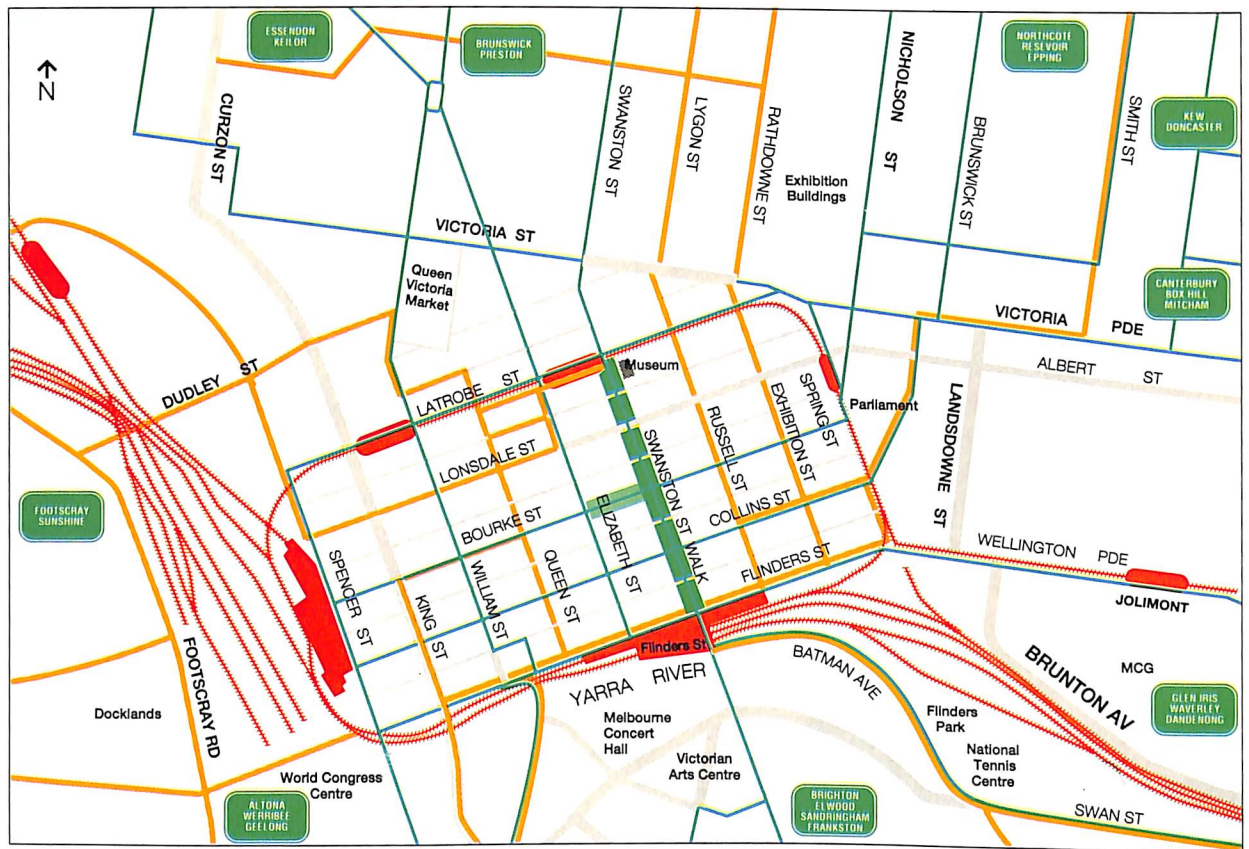 ESSENDON
KEILOR
BRUNSWICK
PRESTON
NORTHCOTE
RESEVOIR
EPPING
KEW
DONCASTER
N
CURZON ST
SWANSTON ST
LYGON ST
RATHDOWNE ST
NICHOLSON ST
BRUNSWICK ST
SMITH ST
Exhibition
Buildings
VICTORIA ST
Queen
Victoria
Market
CANTERBURY
BOX HILL
MITCHAM
VICTORIA PDE
ALBERT ST
DUDLEY ST
LATROBE ST
Museum
SPRING ST
Parliament
LANDSDOWNE ST
EXHIBITION ST
RUSSELL ST
LONSDALE ST
SWANSTON ST WALK
COLLINS ST
BOURKE ST
ELIZABETH ST
FOOTSCRAY
SUNSHINE
FLINDERS ST
WELLINGTON PDE
JOLIMONT
SPENCER ST
KING ST
WILLIAM ST
QUEEN ST
Flinders St
YARRA RIVER
BATMAN AVE
BRUNTON AV
MCG
FOOTSCRAY RD
Docklands
Melbourne
Concert
Hall
Flinders
Park
GLEN IRIS
WAVERLEY
DANDENONG
Victorian
Arts Centre
National
Tennis
Centre
World Congress
Centre
ALTONA
WERRIBEE
GEELONG
BRIGHTON
ELWOOD
SANDRINGHAM
FRANKSTON
SWAN ST